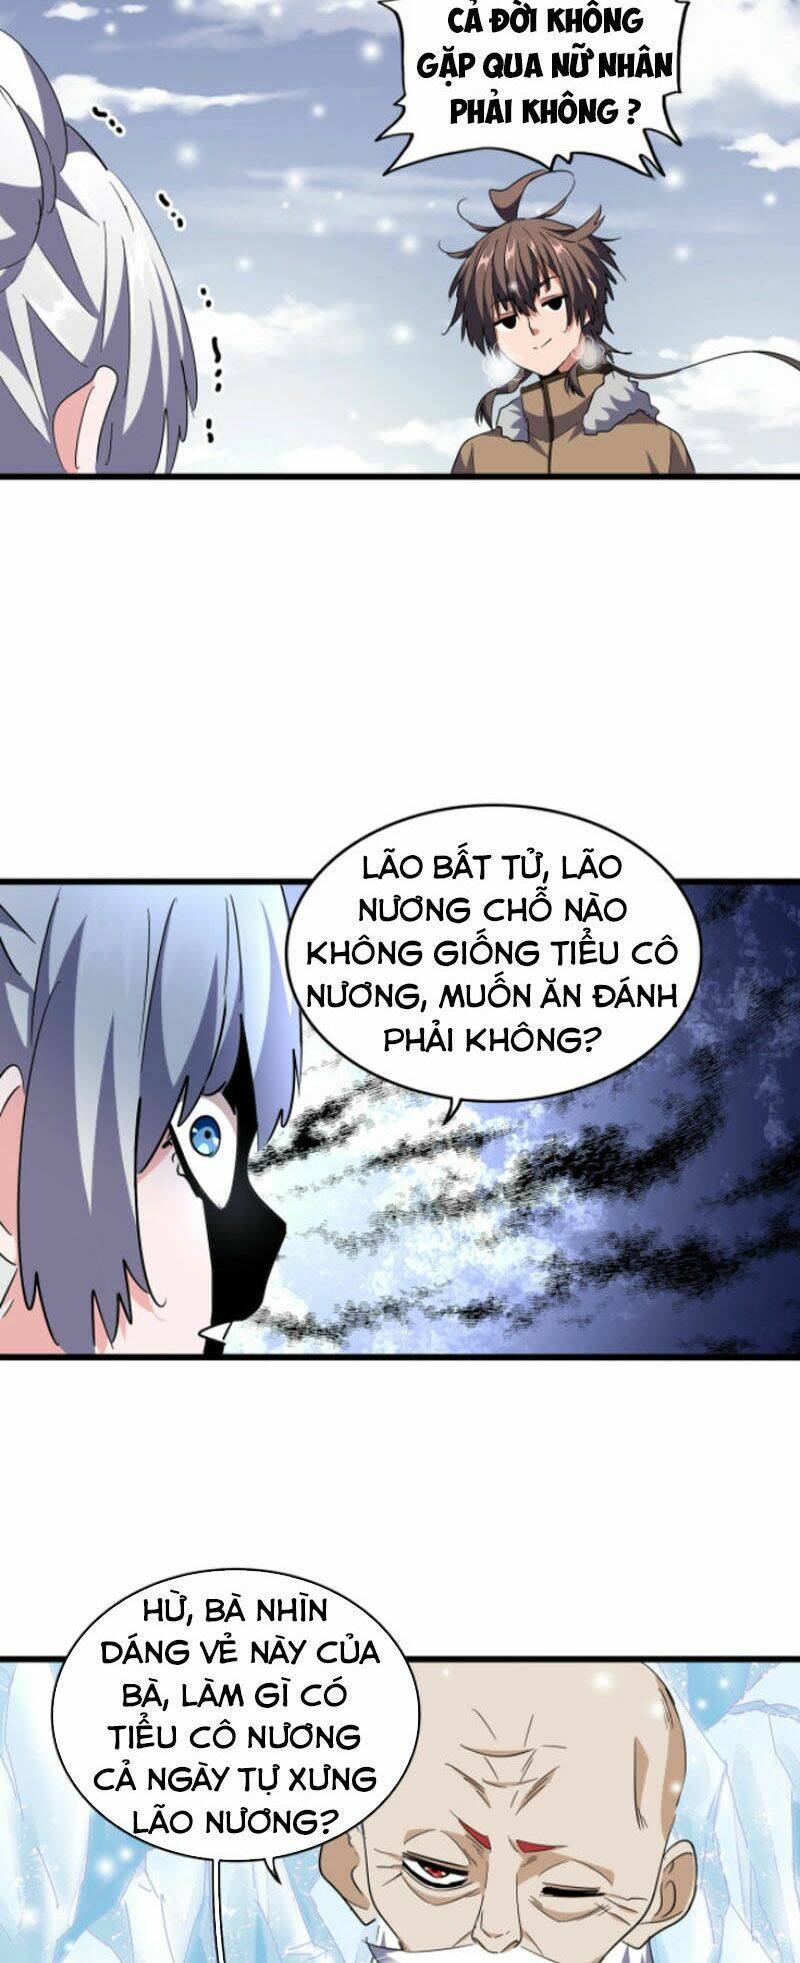 CẢ ĐỜI KHÔNG
GẶP QUA NỮ NHÂN
PHẢI KHÔNG ?
LÃO BẤT TỬ, LÃO
NƯƠNG CHỖ NÀO
KHÔNG GIỐNG TIỂU CÔ
NƯƠNG, MUỐN ĂN ĐÁNH
PHẢI KHÔNG?
HỪ, BÀ NHÌN
DÁNG VẺ NÀY CỦA
BÀ, LÀM GÌ CÓ
TIỂU CÔ NƯƠNG
CẢ NGÀY TỰ XƯNG
LÃO NƯƠNG?